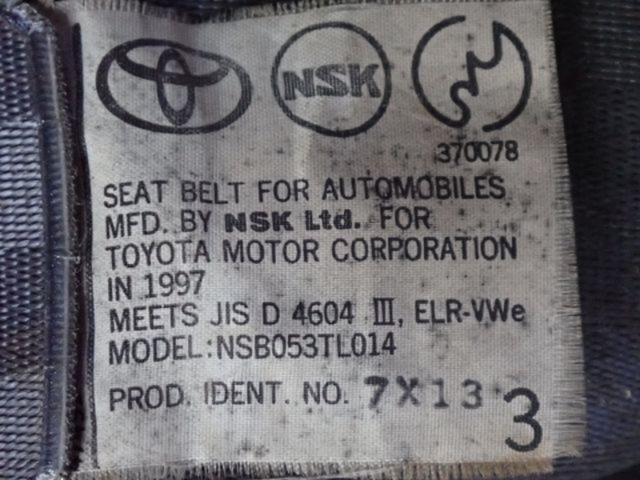 NSK
370078
SEAT BELT FOR AUTOMOBILES
MFD. BY NSK Ltd. FOR
TOYOTA MOTOR CORPORATION
IN 1997
MEETS JIS D 4604 Ⅲ, ELR-VWe
MODEL:NSB053TL014
PROD. IDENT. NO. 7X13 3